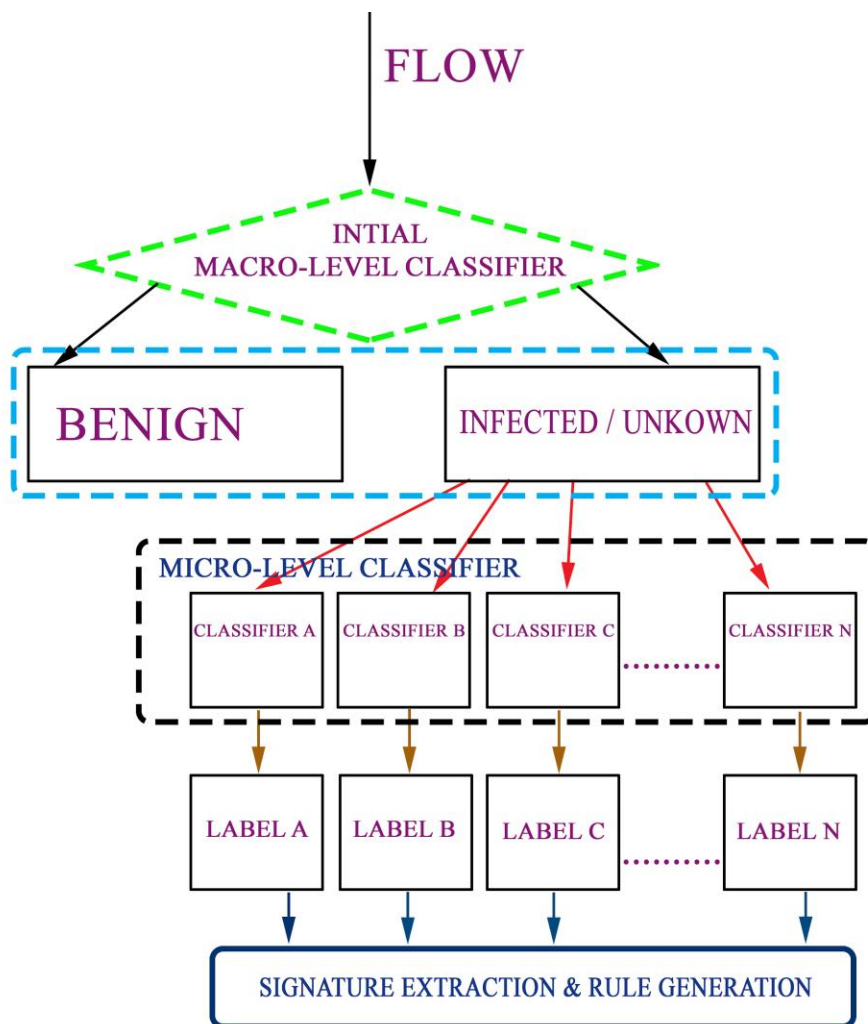 FLOW
INTIAL
MACRO-LEVEL CLASSIFIER
BENIGN
INFECTED / UNKOWN
MICRO-LEVEL CLASSIFIER
CLASSIFIER A
CLASSIFIER B
CLASSIFIER C
CLASSIFIER N
LABEL A
LABEL B
LABEL C
LABEL N
SIGNATURE EXTRACTION & RULE GENERATION